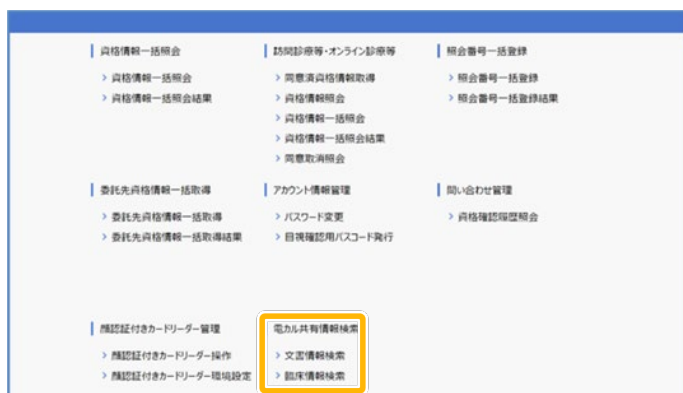 資格情報一括照会
> 資格情報一括照会
> 資格情報一括照会結果
訪問診療等・オンライン診療等
> 同意済資格情報取得
> 資格情報照会
> 資格情報一括照会
> 資格情報一括照会結果
> 同意取消照会
照会番号一括登録
> 照会番号一括登録
> 照会番号一括登録結果
委託先資格情報一括取得
> 委託先資格情報一括取得
> 委託先資格情報一括取得結果
アカウント情報管理
> パスワード変更
> 目視確認用パスコード発行
問い合わせ管理
> 資格確認履歴照会
顔認証付きカードリーダー管理
> 顔認証付きカードリーダー操作
> 顔認証付きカードリーダー環境設定
電カル共有情報検索
> 文書情報検索
> 臨床情報検索